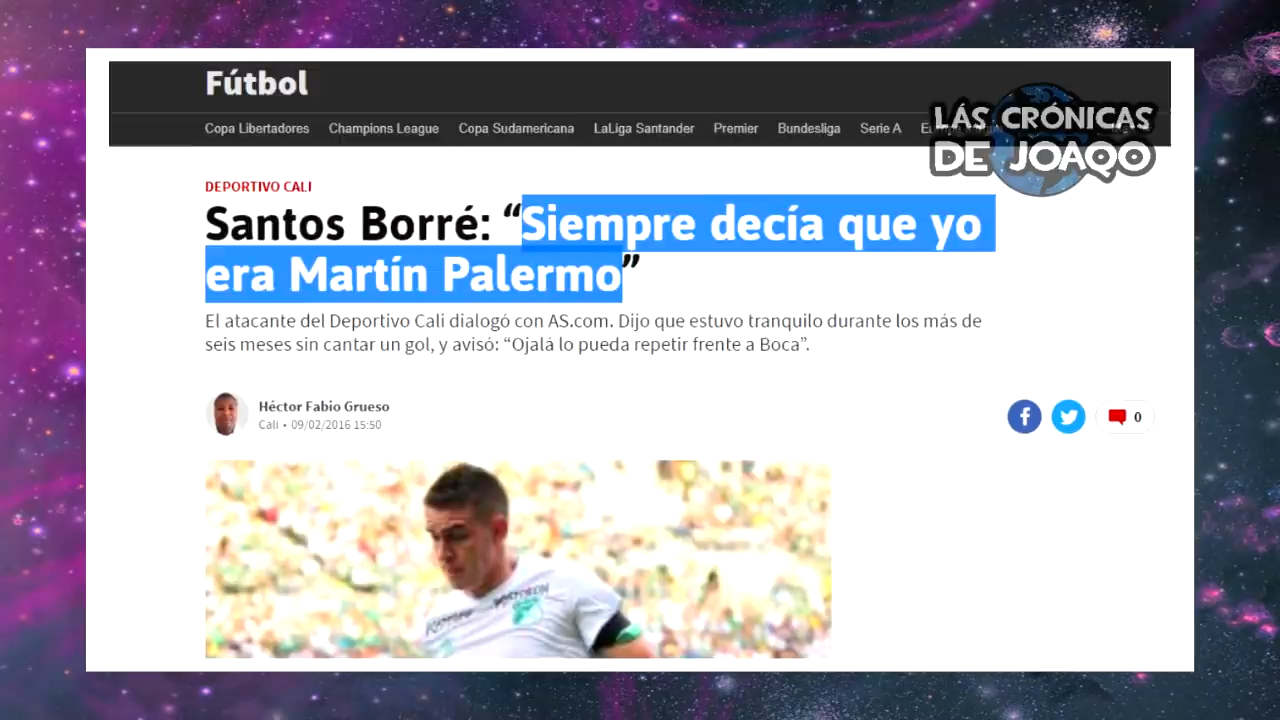 Fútbol
Copa Libertadores Champions League Copa Sudamericana LaLiga Santander Premier Bundesliga Serie A
LÁS CRÓNICAS
DE JOAQO
DEPORTIVO CALI
Santos Borré: “Siempre decía que yo
era Martín Palermo”
El atacante del Deportivo Cali dialogó con AS.com. Dijo que estuvo tranquilo durante los más de
seis meses sin cantar un gol, y avisó: “Ojalá lo pueda repetir frente a Boca”.
Héctor Fabio Grueso
Cali • 09/02/2016 15:50
0